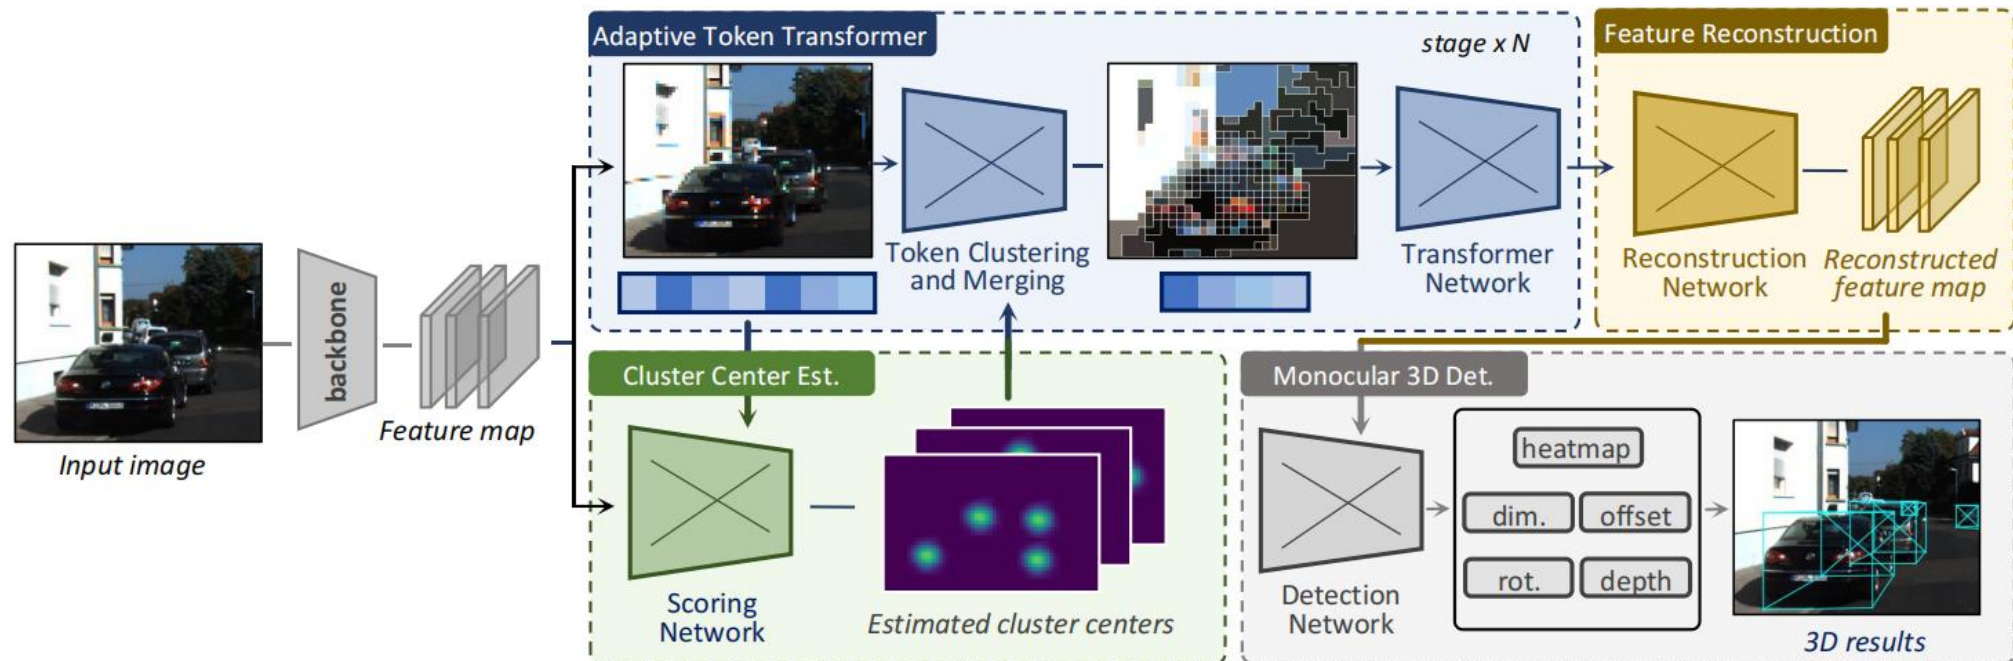 Adaptive Token Transformer
stage x N
Feature Reconstruction
Token Clustering
and Merging
Transformer
Network
Reconstruction
Network
Reconstructed
feature map
backbone
Feature map
Input image
Cluster Center Est.
Scoring
Network
Estimated cluster centers
Monocular 3D Det.
heatmap
dim.
offset
rot.
depth
Detection
Network
3D results